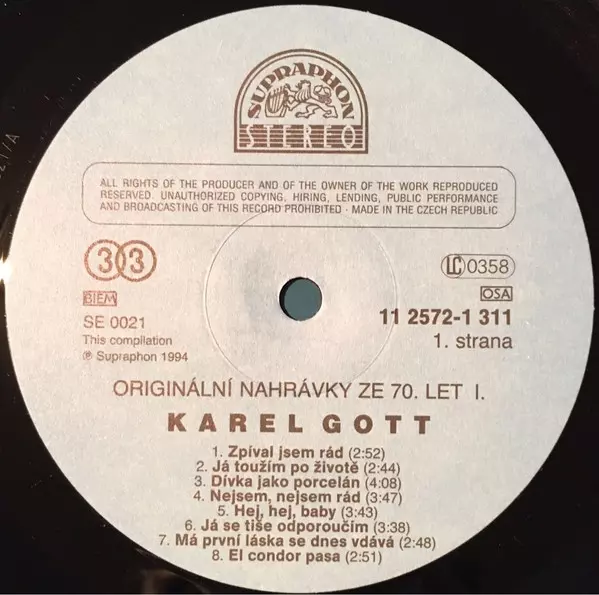 SUPRAPHON
STEREO
ALL RIGHTS OF THE PRODUCER AND OF THE OWNER OF THE WORK REPRODUCED
RESERVED. UNAUTHORIZED COPYING, HIRING, LENDING, PUBLIC PERFORMANCE
AND BROADCASTING OF THIS RECORD PROHIBITED · MADE IN THE CZECH REPUBLIC
33
LC 0358
BIEM
OSA
SE 0021
11 2572-1 311
This compilation
1. strana
℗ Supraphon 1994
ORIGINÁLNÍ NAHRÁVKY ZE 70. LET I.
KAREL GOTT
1. Zpíval jsem rád (2:52)
2. Já toužím po životě (2:44)
3. Dívka jako porcelán (4:08)
4. Nejsem, nejsem rád (3:47)
5. Hej, hej, baby (3:43)
6. Já se tiše odporoučím (3:38)
7. Má první láska se dnes vdává (2:48)
8. El condor pasa (2:51)